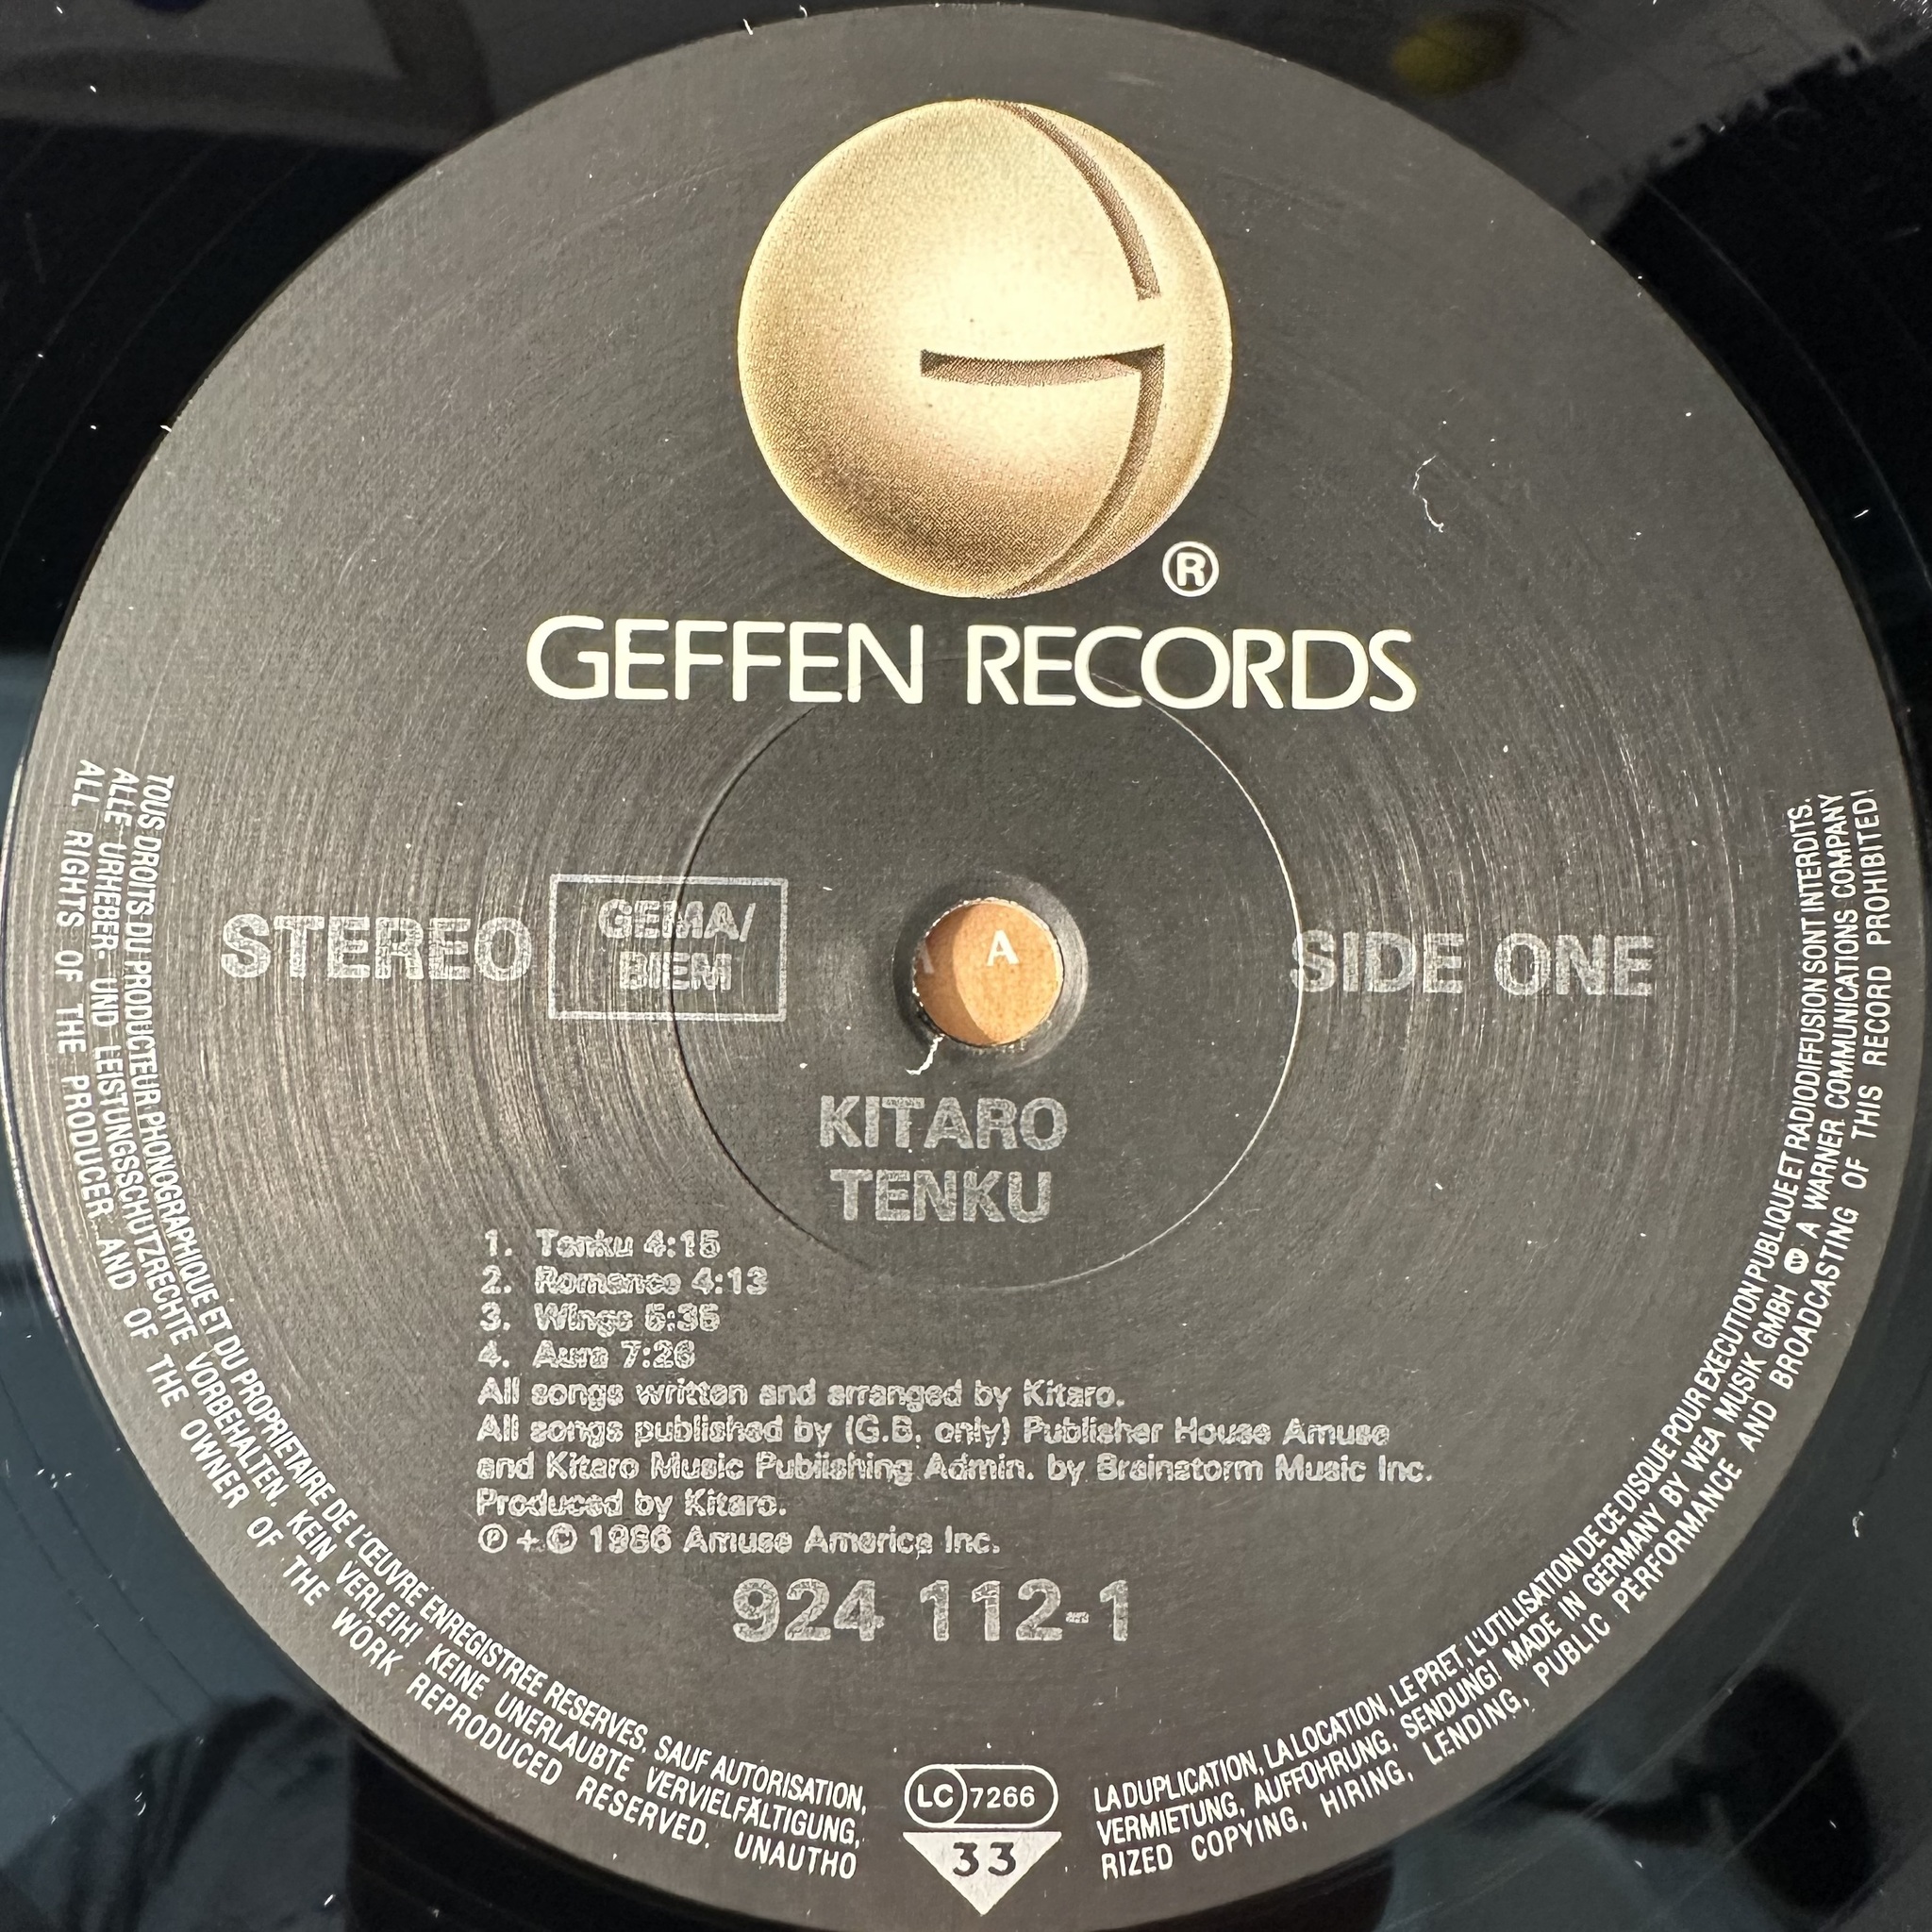 ®
GEFFEN RECORDS
STEREO
GEMA/
BIEM
SIDE ONE
A
KITARO
TENKU
1. Tenku 4:15
2. Romance 4:13
3. Wings 5:35
4. Aura 7:26
All songs written and arranged by Kitaro.
All songs published by (G.B. only) Publisher House Amuse
and Kitaro Music Publishing Admin. by Brainstorm Music Inc.
Produced by Kitaro.
℗ + © 1986 Amuse America Inc.
924 112-1
TOUS DROITS DU PRODUCTEUR PHONOGRAPHIQUE ET DU PROPRIETAIRE DE L'ŒUVRE ENREGISTREE RESERVES. SAUF AUTORISATION, LA DUPLICATION, LA LOCATION, LE PRET, L'UTILISATION DE CE DISQUE POUR EXECUTION PUBLIQUE ET RADIODIFFUSION SONT INTERDITS.
ALLE URHEBER- UND LEISTUNGSSCHUTZRECHTE VORBEHALTEN. KEIN VERLEIH! KEINE UNERLAUBTE VERVIELFÄLTIGUNG, VERMIETUNG, AUFFÜHRUNG, SENDUNG! MADE IN GERMANY BY WEA MUSIK GMBH W A WARNER COMMUNICATIONS COMPANY
ALL RIGHTS OF THE PRODUCER AND OF THE OWNER OF THE WORK REPRODUCED RESERVED. UNAUTHORIZED COPYING, HIRING, LENDING, PUBLIC PERFORMANCE AND BROADCASTING OF THIS RECORD PROHIBITED!
LC 7266
33